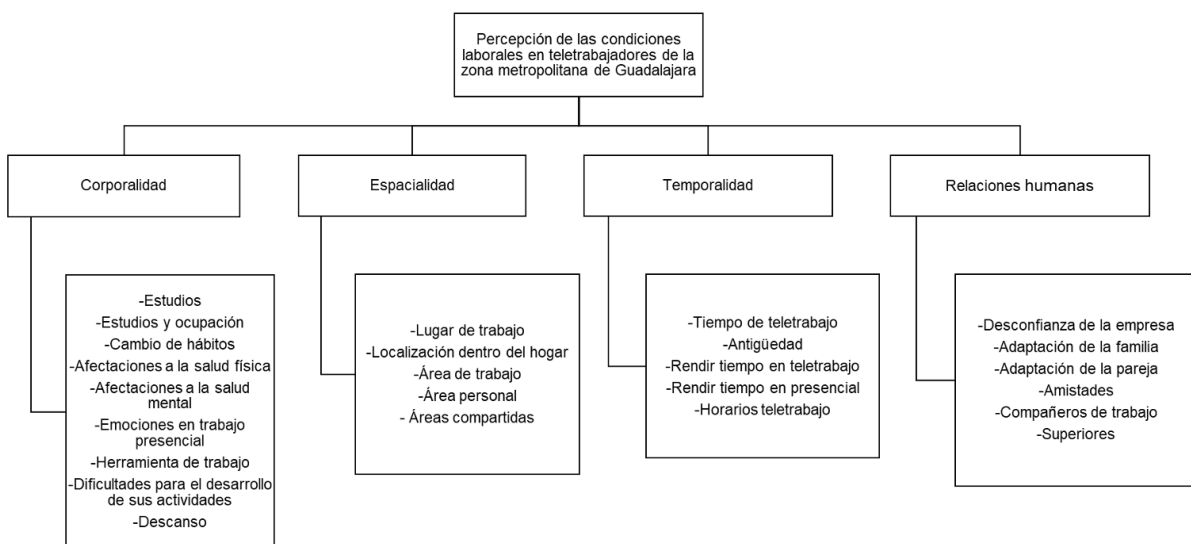 Percepción de las condiciones
laborales en teletrabajadores de la
zona metropolitana de Guadalajara
Corporalidad
Espacialidad
Temporalidad
Relaciones humanas
-Estudios
-Estudios y ocupación
-Cambio de hábitos
-Afectaciones a la salud física
-Afectaciones a la salud
mental
-Emociones en trabajo
presencial
-Herramienta de trabajo
-Dificultades para el desarrollo
de sus actividades
-Descanso
-Lugar de trabajo
-Localización dentro del hogar
-Área de trabajo
-Área personal
- Áreas compartidas
-Tiempo de teletrabajo
-Antigüedad
-Rendir tiempo en teletrabajo
-Rendir tiempo en presencial
-Horarios teletrabajo
-Desconfianza de la empresa
-Adaptación de la familia
-Adaptación de la pareja
-Amistades
-Compañeros de trabajo
-Superiores